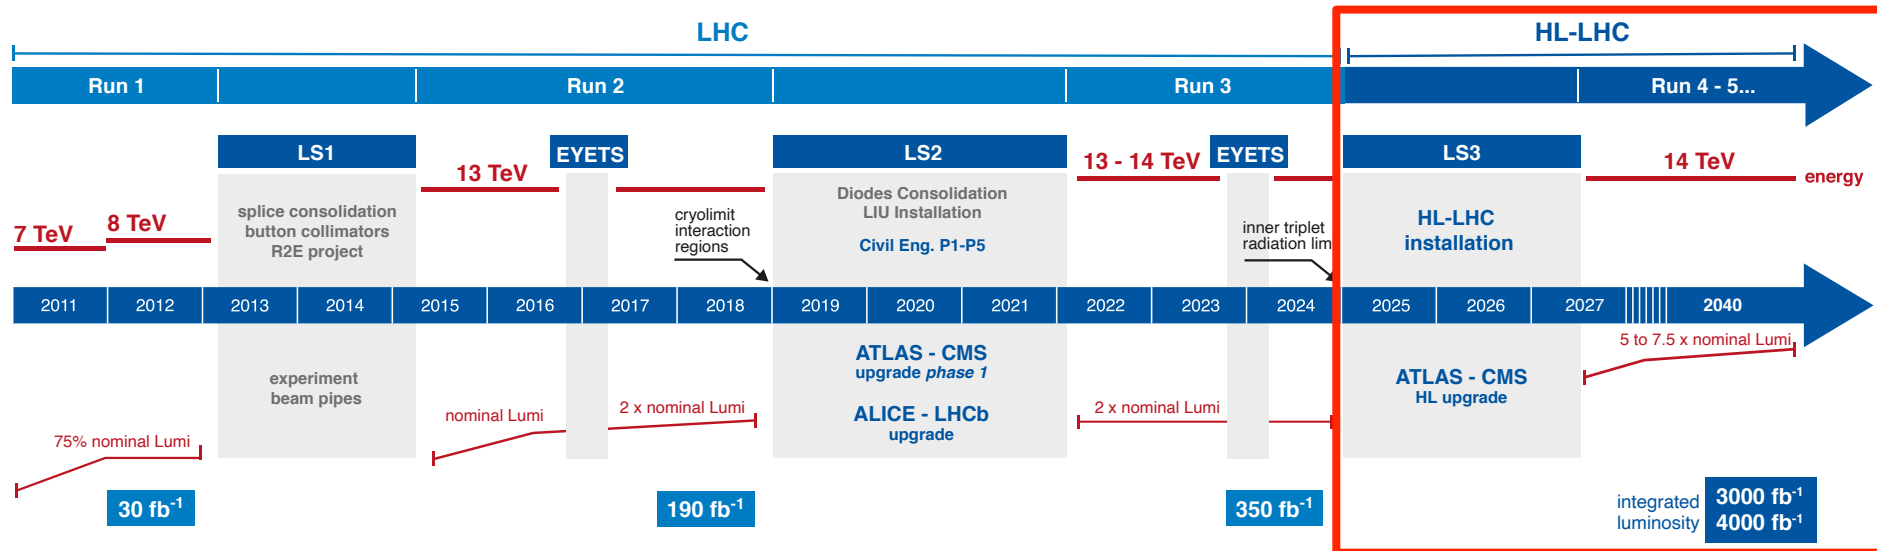 LHC
HL-LHC
Run 1
Run 2
Run 3
Run 4 - 5...
LS1
EYETS
LS2
EYETS
LS3
13 TeV
13 - 14 TeV
14 TeV
energy
7 TeV
8 TeV
splice consolidation
button collimators
R2E project
cryolimit
interaction
regions
Diodes Consolidation
LIU Installation
Civil Eng. P1-P5
inner triplet
radiation lim
HL-LHC
installation
2011 2012 2013 2014 2015 2016 2017 2018 2019 2020 2021 2022 2023 2024 2025 2026 2027 2040
5 to 7.5 x nominal Lumi
experiment
beam pipes
ATLAS - CMS
upgrade phase 1
ALICE - LHCb
upgrade
ATLAS - CMS
HL upgrade
75% nominal Lumi
nominal Lumi
2 x nominal Lumi
2 x nominal Lumi
30 fb⁻¹
190 fb⁻¹
350 fb⁻¹
integrated
luminosity
3000 fb⁻¹
4000 fb⁻¹